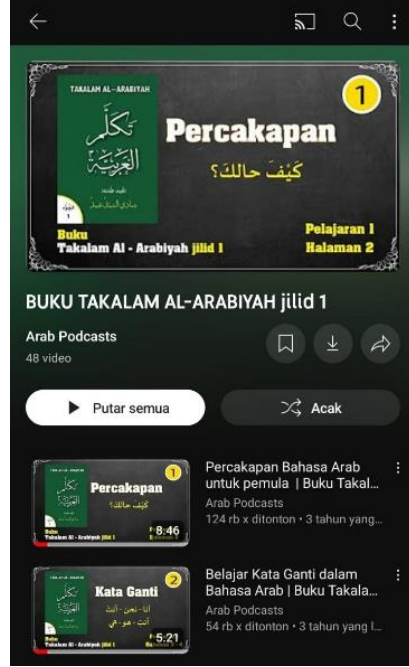 TAKALAM AL-ARABIYAH
تَكَلَّمِ
العَرَبِيَّةَ
1
1
Percakapan
كَيْفَ حالكَ؟
Buku
Takalam Al - Arabiyah jilid 1
Pelajaran 1
Halaman 2
BUKU TAKALAM AL-ARABIYAH jilid 1
Arab Podcasts
48 video
Putar semua
Acak
1
Percakapan
كَيْفَ حالكَ؟
8:46
Percakapan Bahasa Arab
untuk pemula | Buku Takal...
Arab Podcasts
124 rb x ditonton • 3 tahun yang...
2
Kata Ganti
أنا - نحن - أنتَ
أنتِ - هو - هي
5:21
Belajar Kata Ganti dalam
Bahasa Arab | Buku Takala...
Arab Podcasts
54 rb x ditonton • 3 tahun yang l...